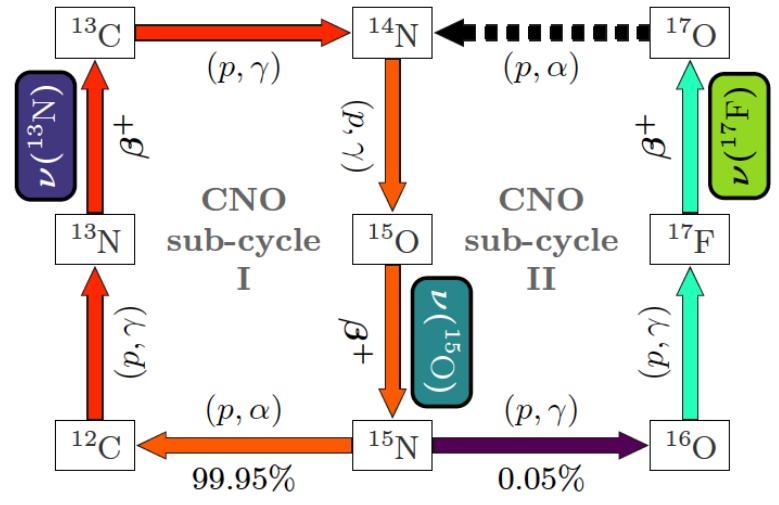 ¹³C
¹⁴N
¹⁷O
(p, γ)
(p, α)
ν(¹³N)
β⁺
(p, γ)
β⁺
ν(¹⁷F)
CNO
sub-cycle
I
CNO
sub-cycle
II
¹³N
¹⁵O
¹⁷F
(p, γ)
β⁺
ν(¹⁵O)
(p, γ)
(p, α)
(p, γ)
¹²C
¹⁵N
¹⁶O
99.95%
0.05%